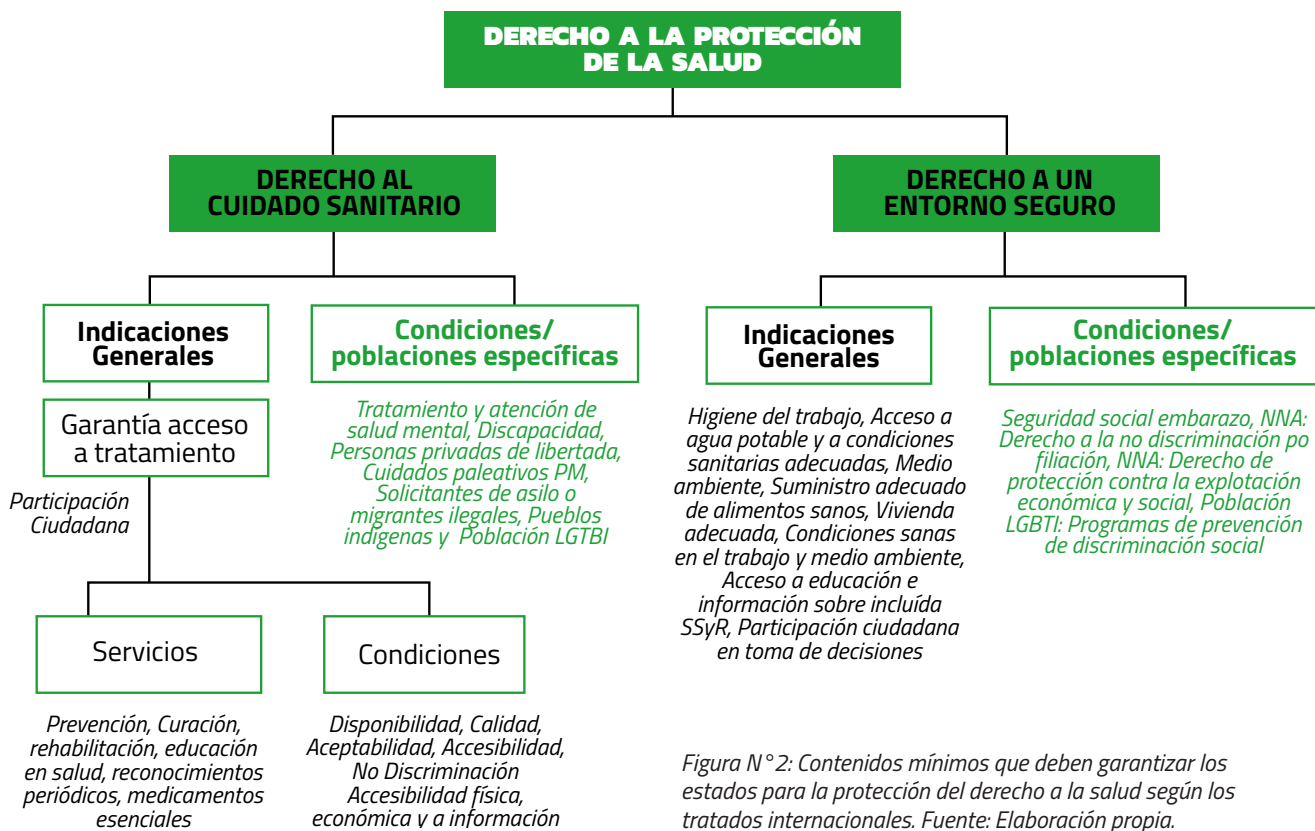 DERECHO A LA PROTECCIÓN
DE LA SALUD
DERECHO AL
CUIDADO SANITARIO
DERECHO A UN
ENTORNO SEGURO
Indicaciones
Generales
Condiciones/
poblaciones específicas
Indicaciones
Generales
Condiciones/
poblaciones específicas
Garantía acceso
a tratamiento
Tratamiento y atención de
salud mental, Discapacidad,
Personas privadas de libertada,
Cuidados paleativos PM,
Solicitantes de asilo o
migrantes ilegales, Pueblos
indígenas y Población LGTBI
Higiene del trabajo, Acceso a
agua potable y a condiciones
sanitarias adecuadas, Medio
ambiente, Suministro adecuado
de alimentos sanos, Vivienda
adecuada, Condiciones sanas
en el trabajo y medio ambiente,
Acceso a educación e
información sobre incluída
SSyR, Participación ciudadana
en toma de decisiones
Seguridad social embarazo, NNA:
Derecho a la no discriminación po
filiación, NNA: Derecho de
protección contra la explotación
económica y social, Población
LGBTI: Programas de prevención
de discriminación social
Participación
Ciudadana
Servicios
Condiciones
Prevención, Curación,
rehabilitación, educación
en salud, reconocimientos
periódicos, medicamentos
esenciales
Disponibilidad, Calidad,
Aceptabilidad, Accesibilidad,
No Discriminación
Accesibilidad física,
económica y a información
Figura N°2: Contenidos mínimos que deben garantizar los
estados para la protección del derecho a la salud según los
tratados internacionales. Fuente: Elaboración propia.